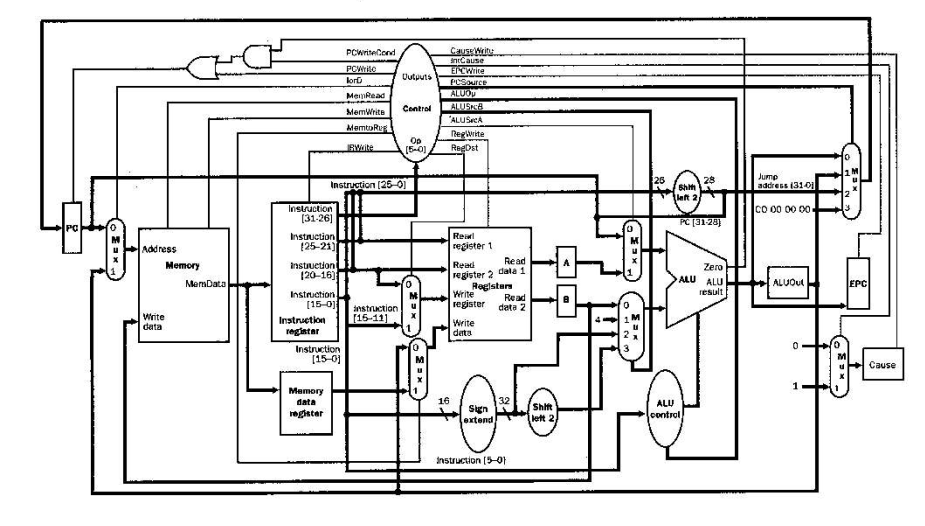 PCWriteCond
PCWrite
IorD
MemRead
MemWrite
MemtoReg
IRWrite
Outputs
Control
Op
[5–0]
CauseWrite
IntCause
EPCWrite
PCSource
ALUOp
ALUSrcB
ALUSrcA
RegWrite
RegDst
Instruction [25–0]
26
Shift
left 2
28
Jump
address [31-0]
PC [31-28]
CO 00 00 00
0
1
2
3
M
u
x
PC
0
M
u
x
1
Address
Memory
MemData
Write
data
Instruction
[31-26]
Instruction
[25–21]
Instruction
[20–16]
Instruction
[15–0]
Instruction
register
Instruction
[15–11]
Instruction
[15–0]
Memory
data
register
0
M
u
x
1
0
M
u
x
1
Read
register 1
Read
register 2
Registers
Write
register
Write
data
Read
data 1
Read
data 2
A
B
0
M
u
x
1
4
0
1
2
3
M
u
x
ALU
Zero
ALU
result
ALUOut
EPC
0
1
0
M
u
x
1
Cause
16
Sign
extend
32
Shift
left 2
ALU
control
Instruction [5–0]